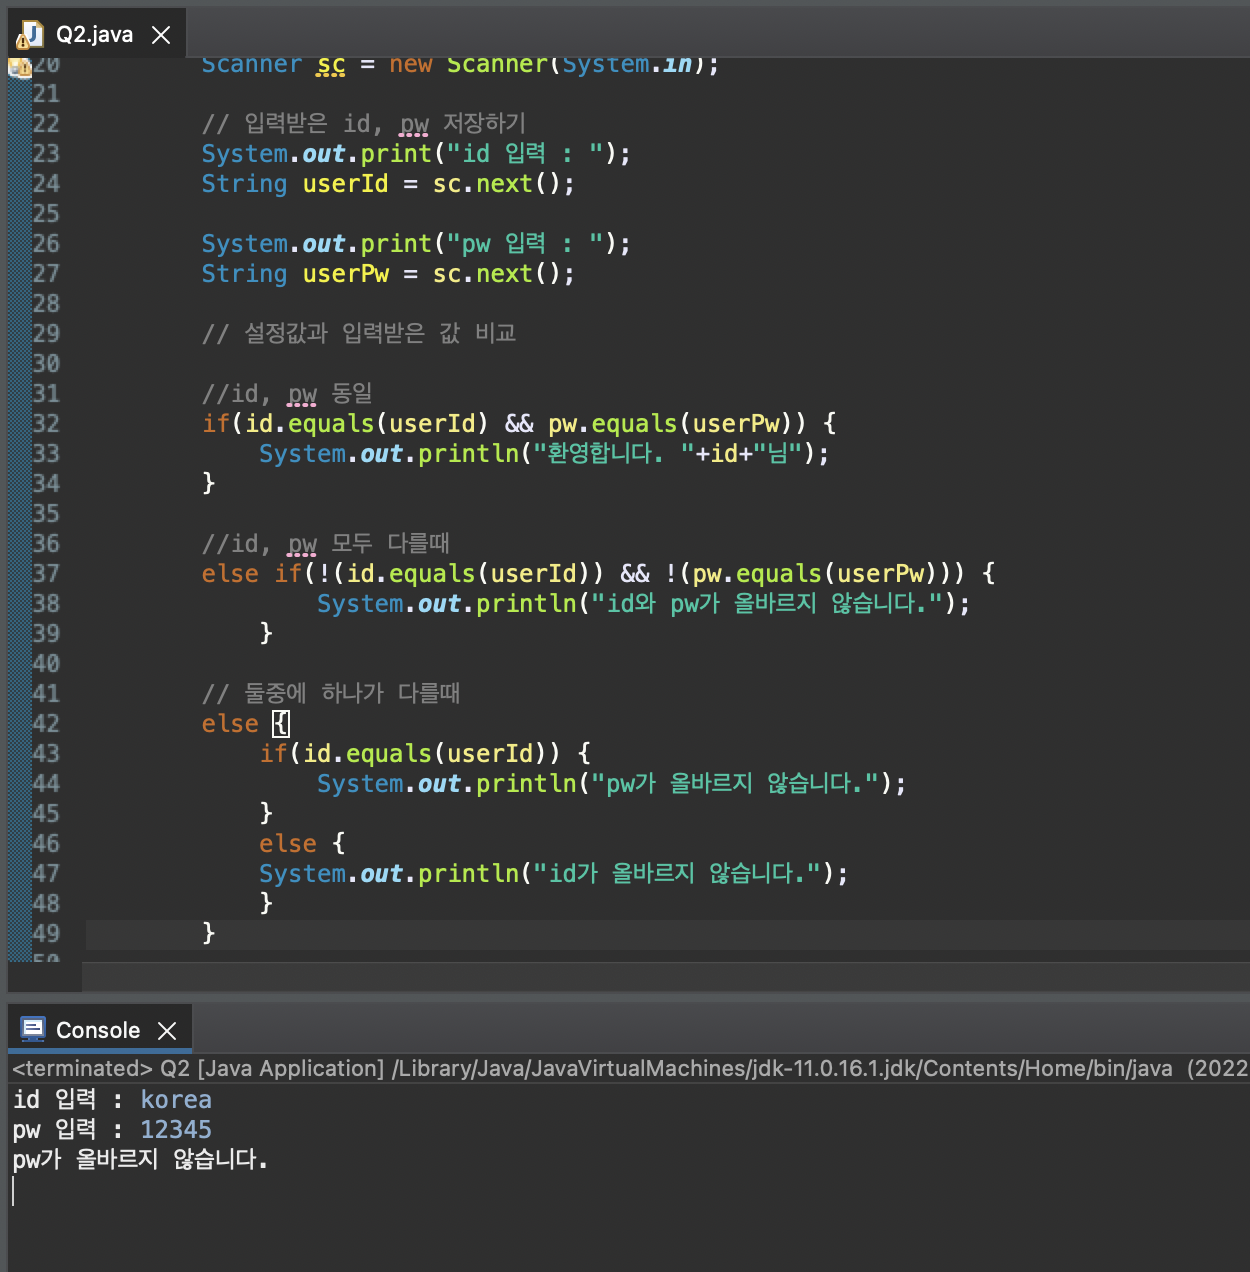 Q2.java
20 Scanner sc = new Scanner(System.in);
21
22 // 입력받은 id, pw 저장하기
23 System.out.print("id 입력 : ");
24 String userId = sc.next();
25
26 System.out.print("pw 입력 : ");
27 String userPw = sc.next();
28
29 // 설정값과 입력받은 값 비교
30
31 //id, pw 동일
32 if(id.equals(userId) && pw.equals(userPw)) {
33 System.out.println("환영합니다. "+id+"님");
34 }
35
36 //id, pw 모두 다를때
37 else if(!(id.equals(userId)) && !(pw.equals(userPw))) {
38 System.out.println("id와 pw가 올바르지 않습니다.");
39 }
40
41 // 둘중에 하나가 다를때
42 else {
43 if(id.equals(userId)) {
44 System.out.println("pw가 올바르지 않습니다.");
45 }
46 else {
47 System.out.println("id가 올바르지 않습니다.");
48 }
49 }
50
Console
<terminated> Q2 [Java Application] /Library/Java/JavaVirtualMachines/jdk-11.0.16.1.jdk/Contents/Home/bin/java (2022
id 입력 : korea
pw 입력 : 12345
pw가 올바르지 않습니다.